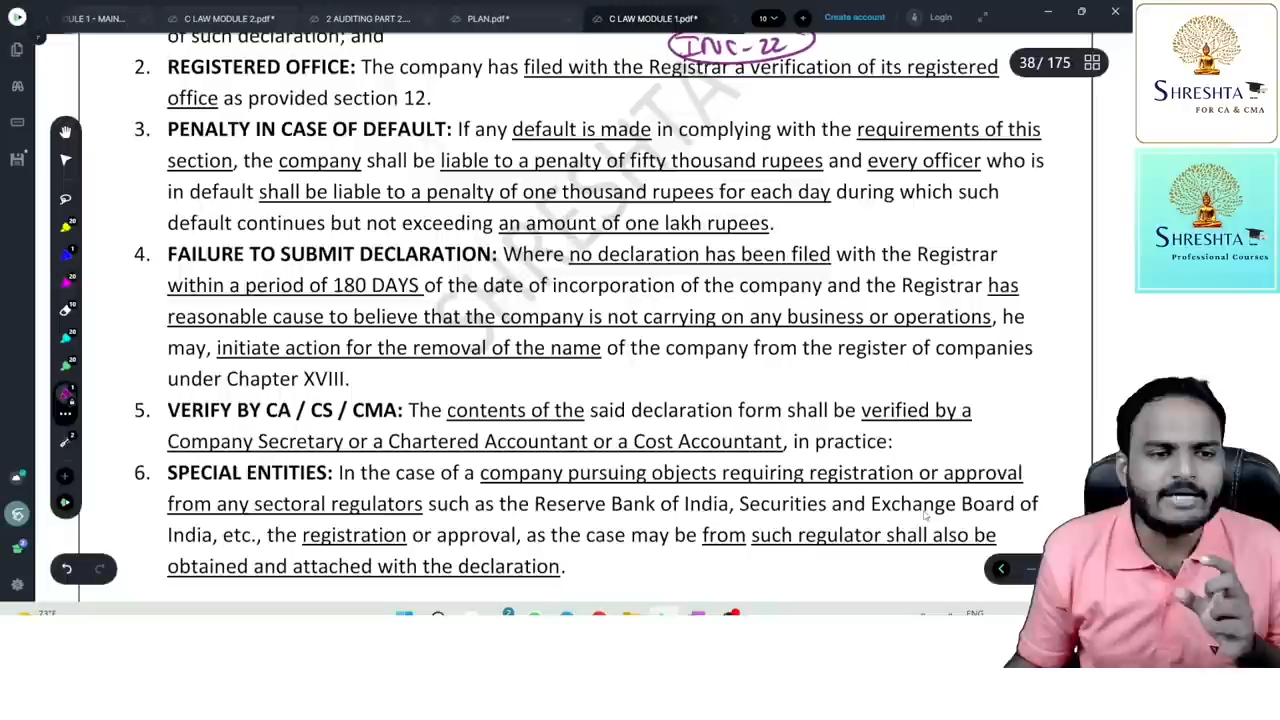 ULE 1 - MAIN...
C LAW MODULE 2.pdf*
2 AUDITING PART 2....
PLAN.pdf*
C LAW MODULE 1.pdf*
10
Create account
Login
of such declaration; and
INC-22
38 / 175
2. REGISTERED OFFICE: The company has filed with the Registrar a verification of its registered
office as provided section 12.
3. PENALTY IN CASE OF DEFAULT: If any default is made in complying with the requirements of this
section, the company shall be liable to a penalty of fifty thousand rupees and every officer who is
in default shall be liable to a penalty of one thousand rupees for each day during which such
default continues but not exceeding an amount of one lakh rupees.
4. FAILURE TO SUBMIT DECLARATION: Where no declaration has been filed with the Registrar
within a period of 180 DAYS of the date of incorporation of the company and the Registrar has
reasonable cause to believe that the company is not carrying on any business or operations, he
may, initiate action for the removal of the name of the company from the register of companies
under Chapter XVIII.
5. VERIFY BY CA / CS / CMA: The contents of the said declaration form shall be verified by a
Company Secretary or a Chartered Accountant or a Cost Accountant, in practice:
6. SPECIAL ENTITIES: In the case of a company pursuing objects requiring registration or approval
from any sectoral regulators such as the Reserve Bank of India, Securities and Exchange Board of
India, etc., the registration or approval, as the case may be from such regulator shall also be
obtained and attached with the declaration.
SHRESHTA
SHRESHTA
FOR CA & CMA
SHRESHTA
Professional Courses
73°F
ENG